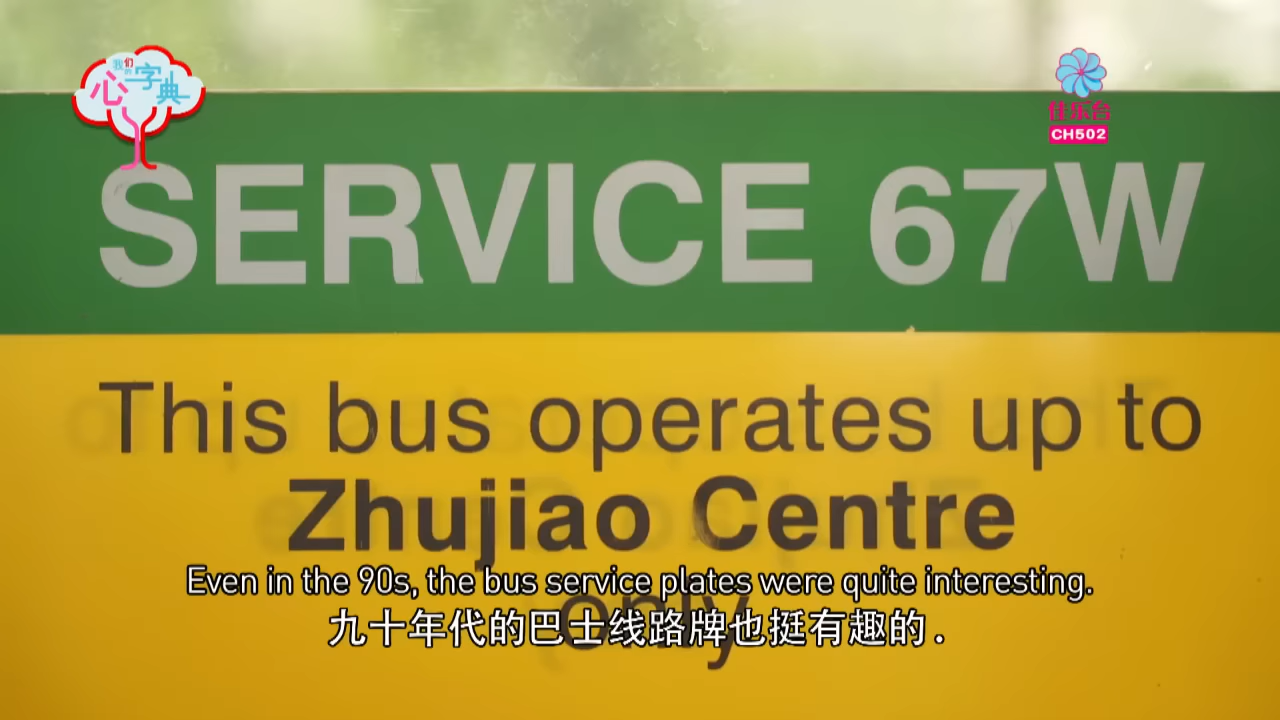 我们的
心字典
佳乐台
CH502
SERVICE 67W
This bus operates up to
Zhujiao Centre
only
Even in the 90s, the bus service plates were quite interesting.
九十年代的巴士线路牌也挺有趣的.